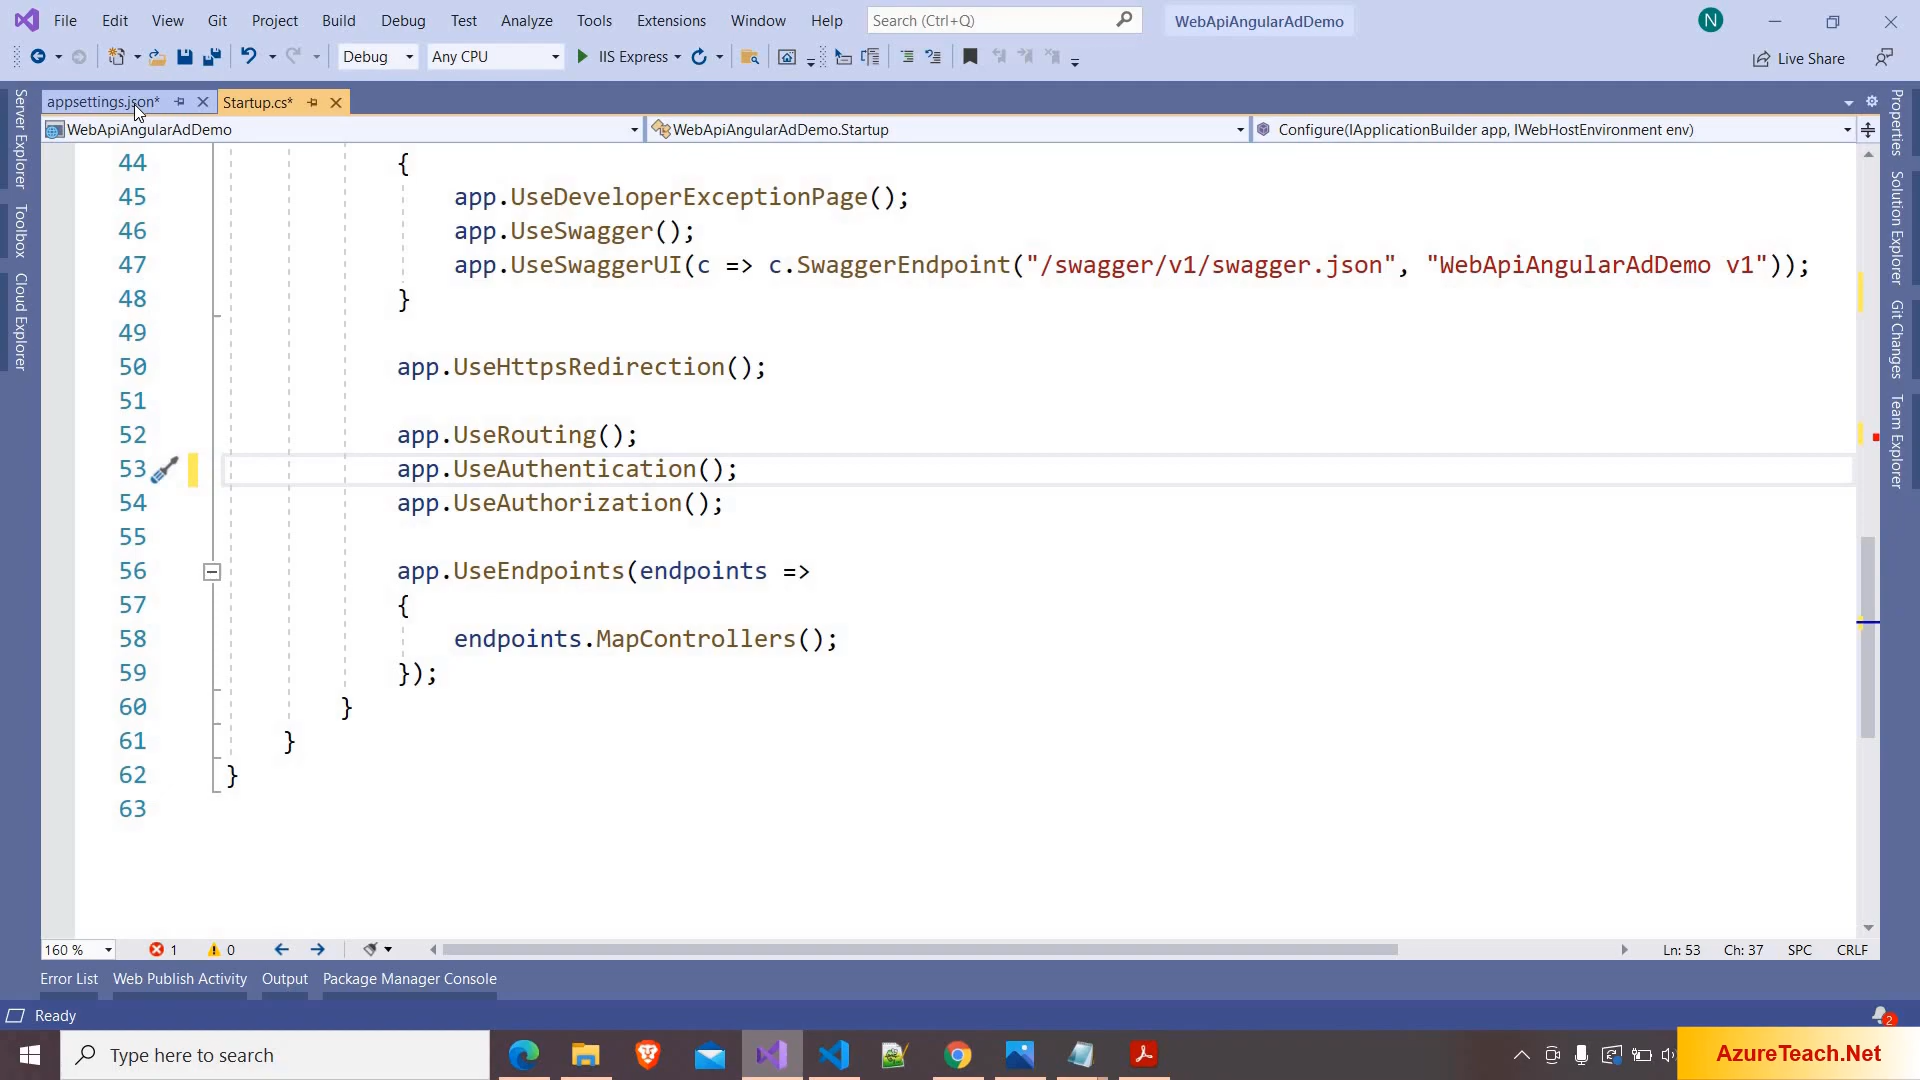 File Edit View Git Project Build Debug Test Analyze Tools Extensions Window Help Search (Ctrl+Q) WebApiAngularAdDemo N
Debug Any CPU IIS Express Live Share
appsettings.json* Startup.cs*
WebApiAngularAdDemo WebApiAngularAdDemo.Startup Configure(IApplicationBuilder app, IWebHostEnvironment env)
Server Explorer
Toolbox
Cloud Explorer
44 {
45 app.UseDeveloperExceptionPage();
46 app.UseSwagger();
47 app.UseSwaggerUI(c => c.SwaggerEndpoint("/swagger/v1/swagger.json", "WebApiAngularAdDemo v1"));
48 }
49
50 app.UseHttpsRedirection();
51
52 app.UseRouting();
53 app.UseAuthentication();
54 app.UseAuthorization();
55
56 app.UseEndpoints(endpoints =>
57 {
58 endpoints.MapControllers();
59 });
60 }
61 }
62 }
63
Properties
Solution Explorer
Git Changes
Team Explorer
160 % 1 0 Ln: 53 Ch: 37 SPC CRLF
Error List Web Publish Activity Output Package Manager Console
Ready 2
Type here to search
AzureTeach.Net